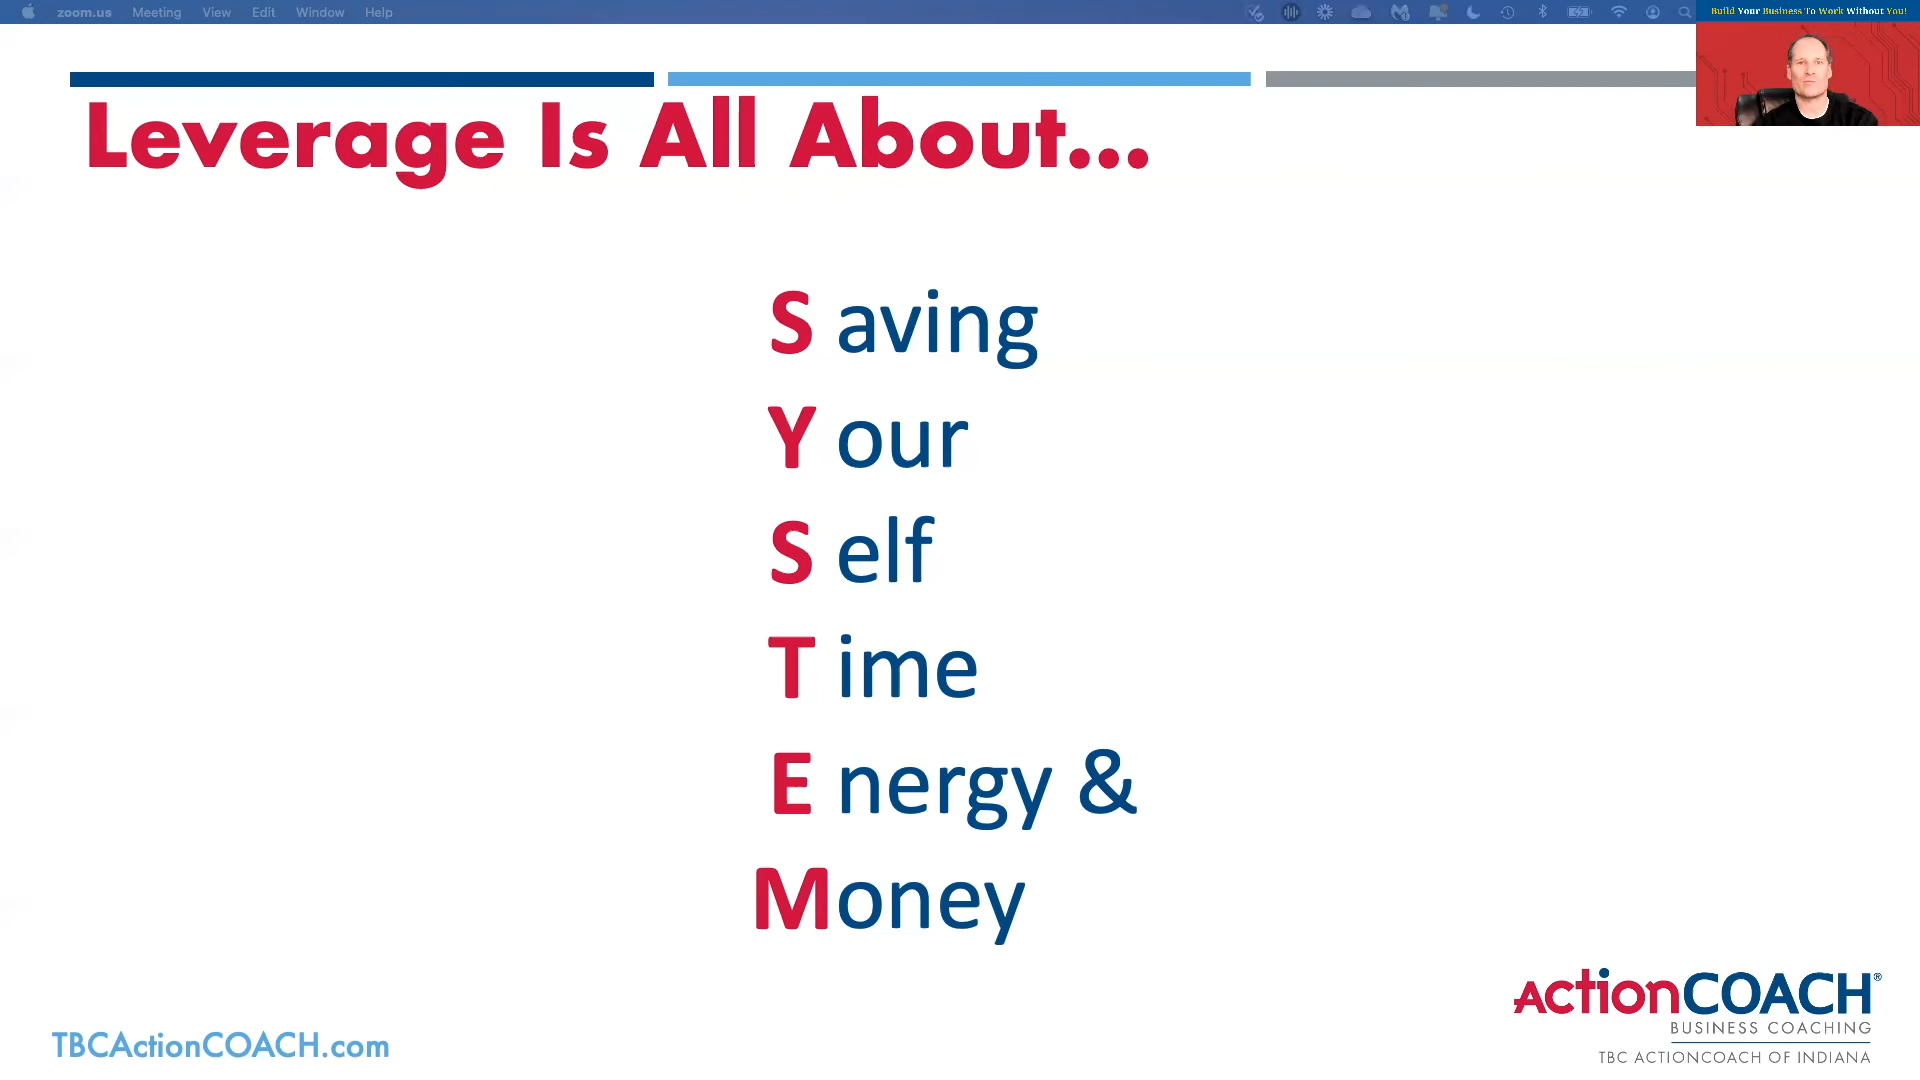 zoom.us Meeting View Edit Window Help
Build Your Business To Work Without You!
Leverage Is All About...
S aving
Y our
S elf
T ime
E nergy &
Money
ActionCOACH®
BUSINESS COACHING
TBC ACTIONCOACH OF INDIANA
TBCActionCOACH.com